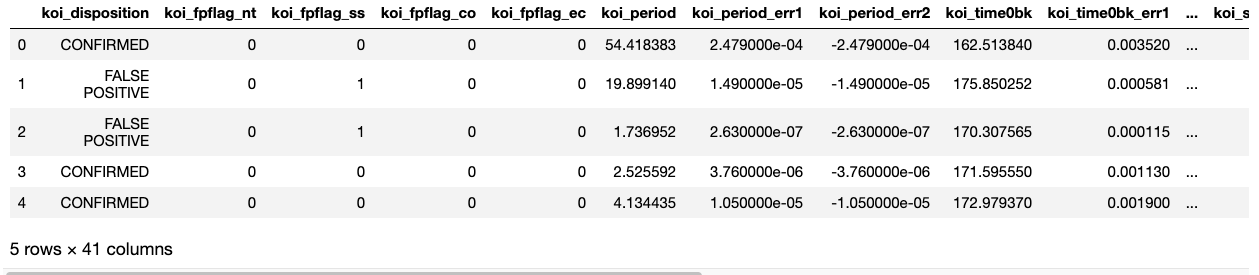 koi_disposition koi_fpflag_nt koi_fpflag_ss koi_fpflag_co koi_fpflag_ec koi_period koi_period_err1 koi_period_err2 koi_time0bk koi_time0bk_err1 ... koi_s
0 CONFIRMED 0 0 0 0 54.418383 2.479000e-04 -2.479000e-04 162.513840 0.003520 ...
1 FALSE POSITIVE 0 1 0 0 19.899140 1.490000e-05 -1.490000e-05 175.850252 0.000581 ...
2 FALSE POSITIVE 0 1 0 0 1.736952 2.630000e-07 -2.630000e-07 170.307565 0.000115 ...
3 CONFIRMED 0 0 0 0 2.525592 3.760000e-06 -3.760000e-06 171.595550 0.001130 ...
4 CONFIRMED 0 0 0 0 4.134435 1.050000e-05 -1.050000e-05 172.979370 0.001900 ...
5 rows × 41 columns